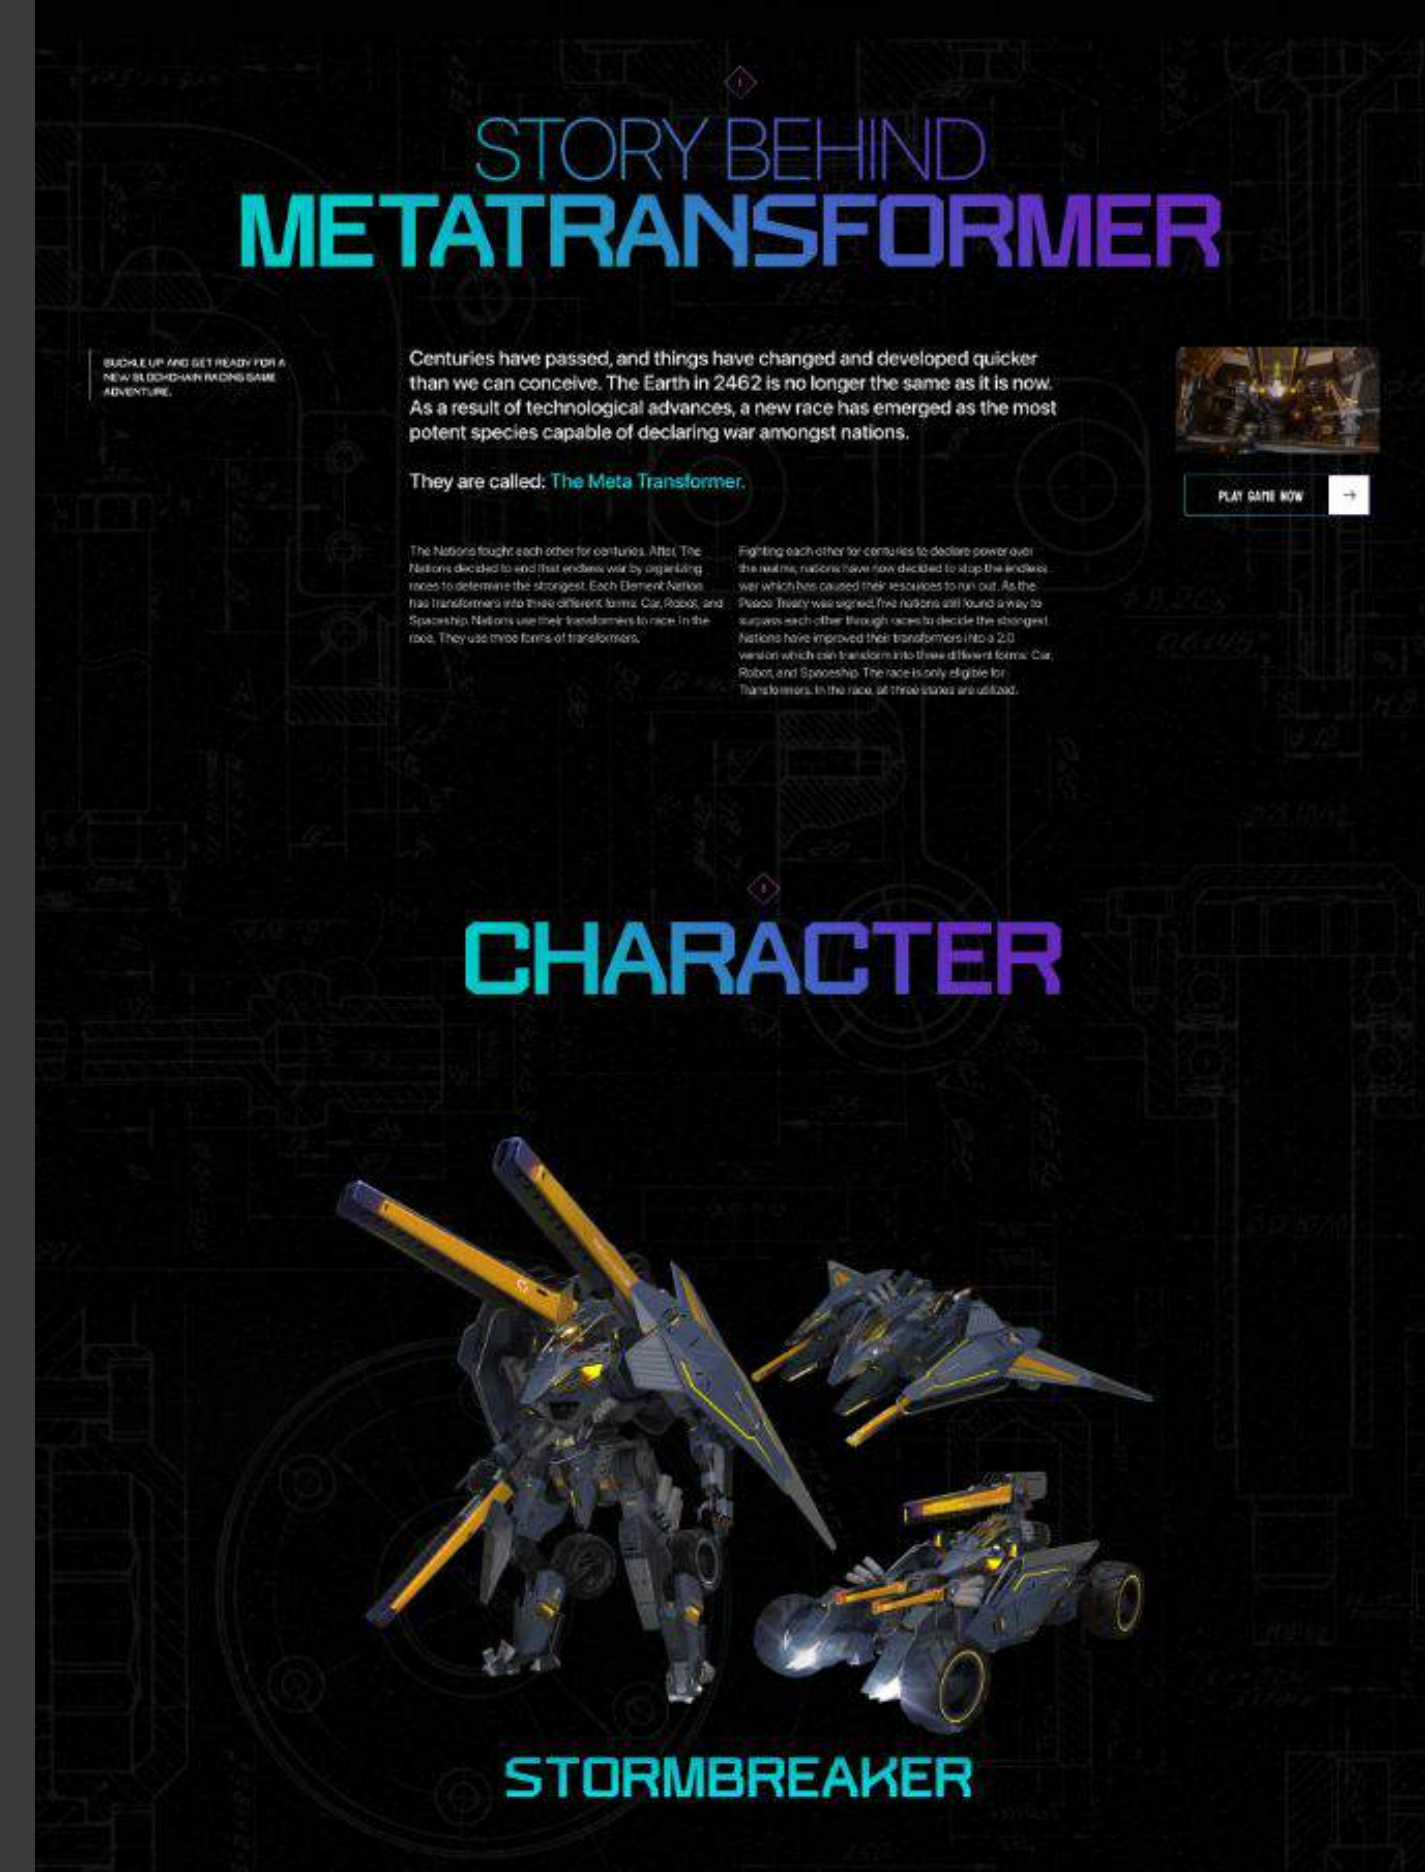 STORY BEHIND
METATRANSFORMER
BUCKLE UP AND GET READY FOR A
NEW BLOCKCHAIN RACING GAME
ADVENTURE.
Centuries have passed, and things have changed and developed quicker
than we can conceive. The Earth in 2462 is no longer the same as it is now.
As a result of technological advances, a new race has emerged as the most
potent species capable of declaring war amongst nations.
They are called: The Meta Transformer.
PLAY GAME NOW
The Nations fought each other for centuries. After, The
Nations decided to end that endless war by organizing
races to determine the strongest. Each Element Nation
has transformers into three different forms: Car, Robot, and
Spaceship. Nations use their transformers to race. In the
race, They use three forms of transformers.
Fighting each other for centuries to declare power over
the realms, nations have now decided to stop the endless
war which has caused their resources to run out. As the
Peace Treaty was signed, five nations still found a way to
surpass each other through races to decide the strongest.
Nations have improved their transformers into a 2.0
version which can transform into three different forms: Car,
Robot, and Spaceship. The race is only eligible for
Transformers. In the race, all three states are utilized.
CHARACTER
STORMBREAKER